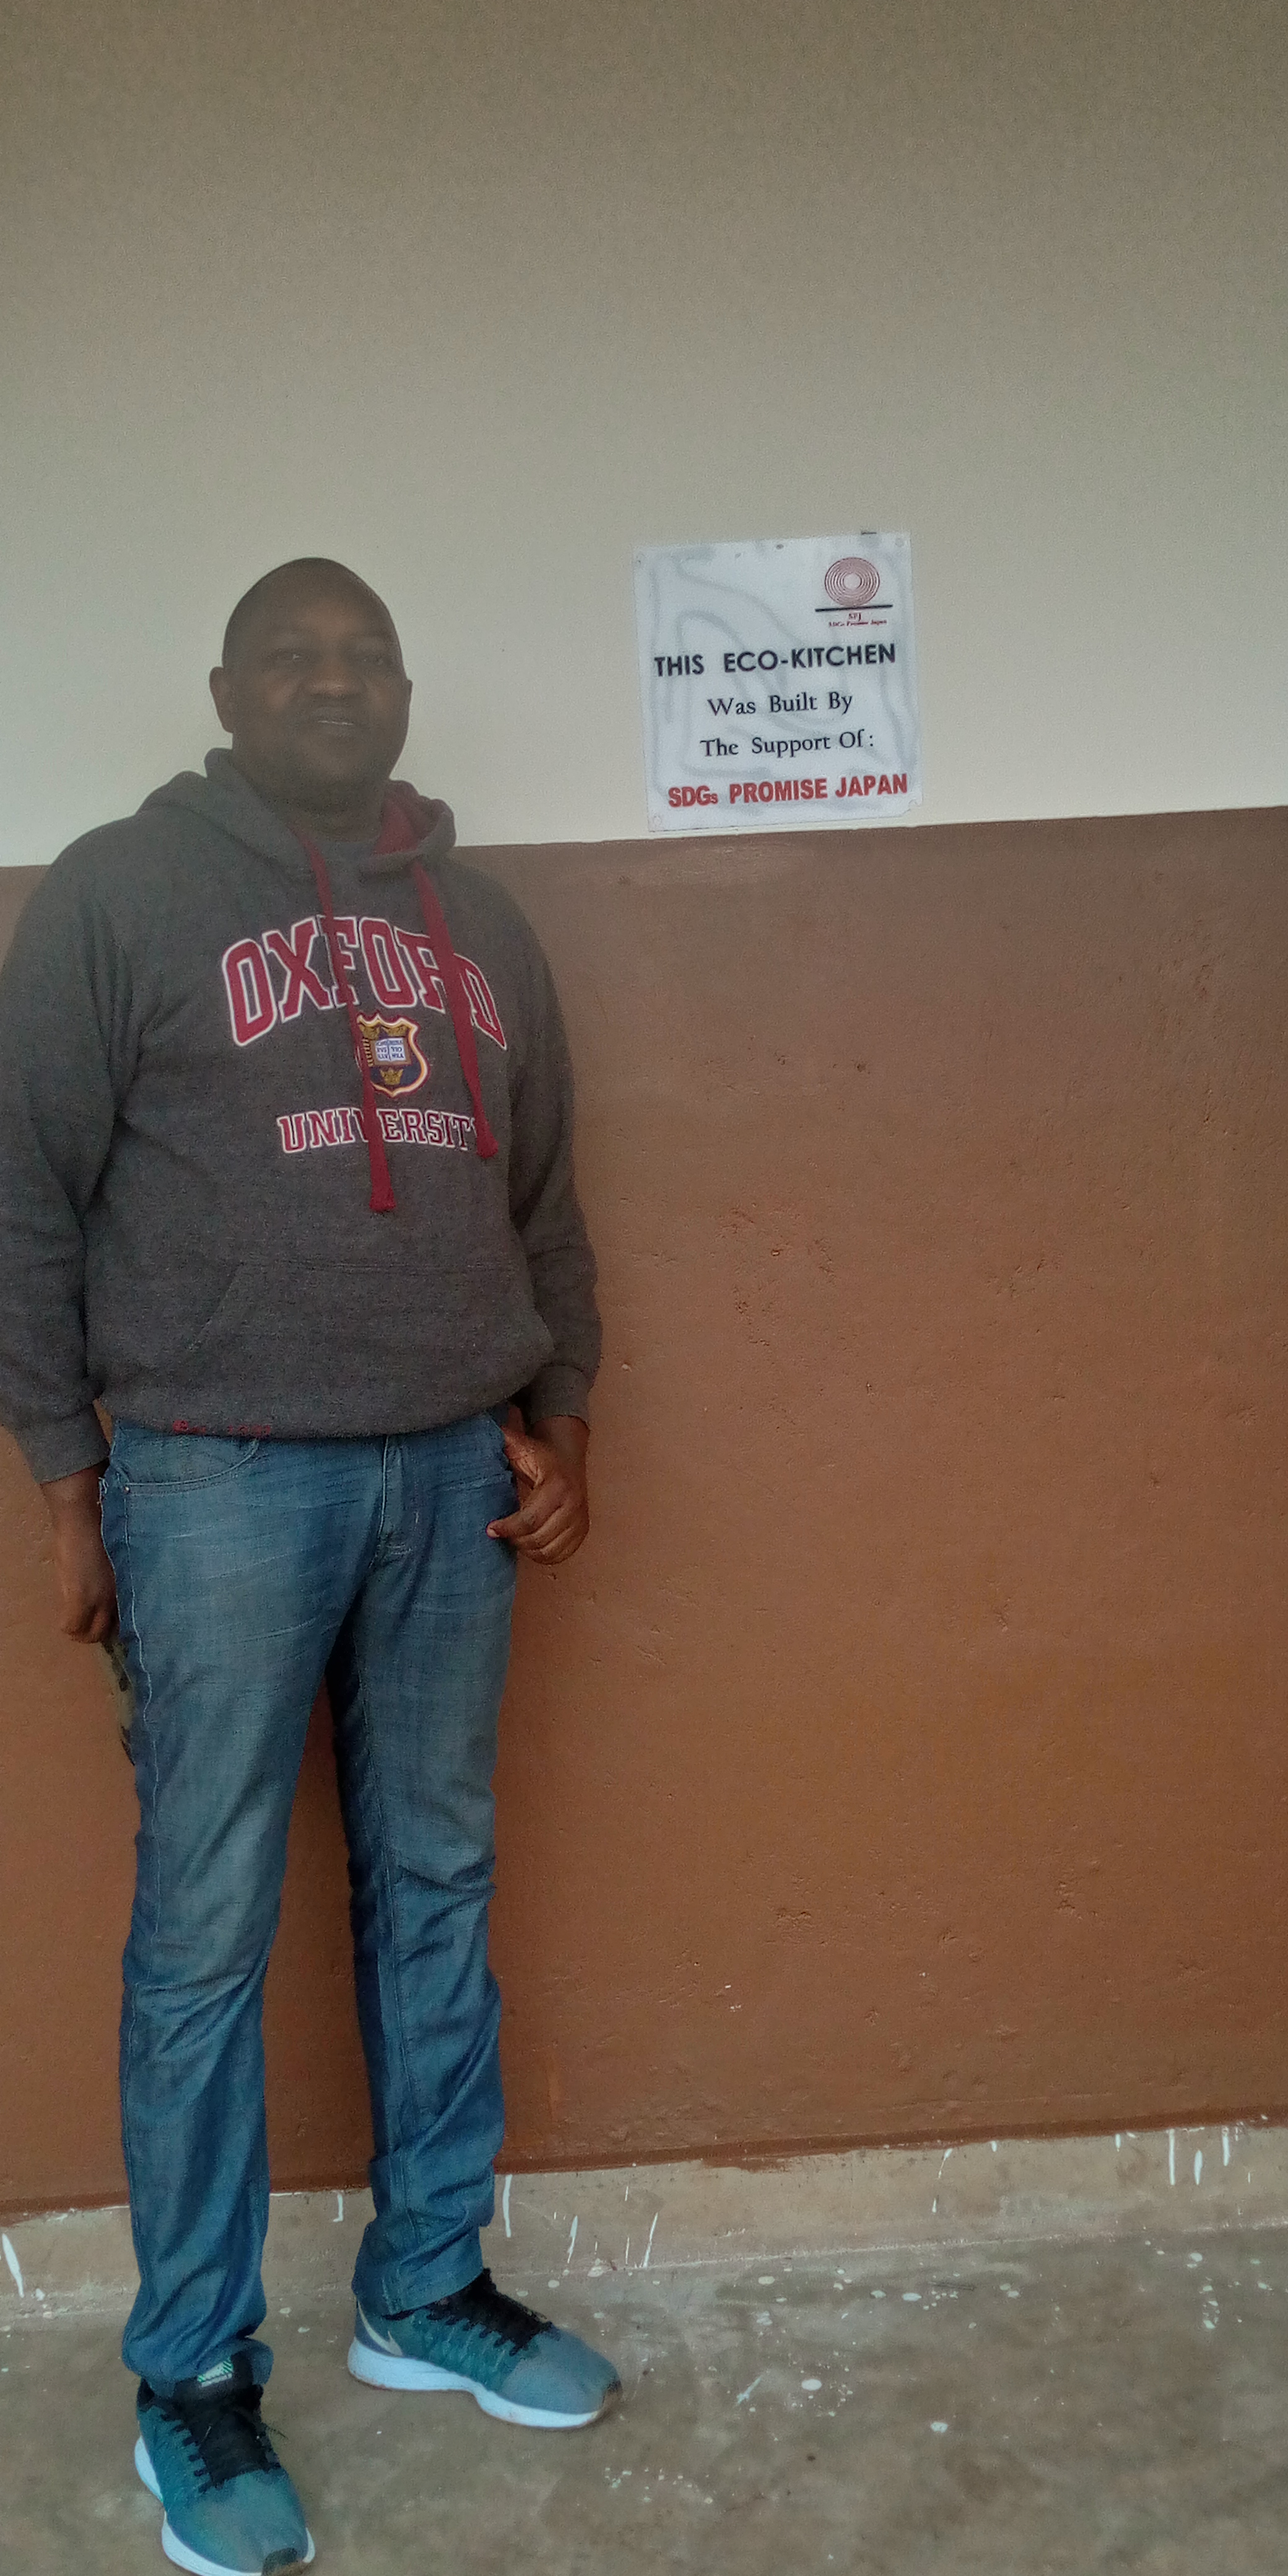 SPJ
SDGs Promise Japan
THIS ECO-KITCHEN
Was Built By
The Support Of :
SDGs PROMISE JAPAN
OXFORD
UNIVERSITY